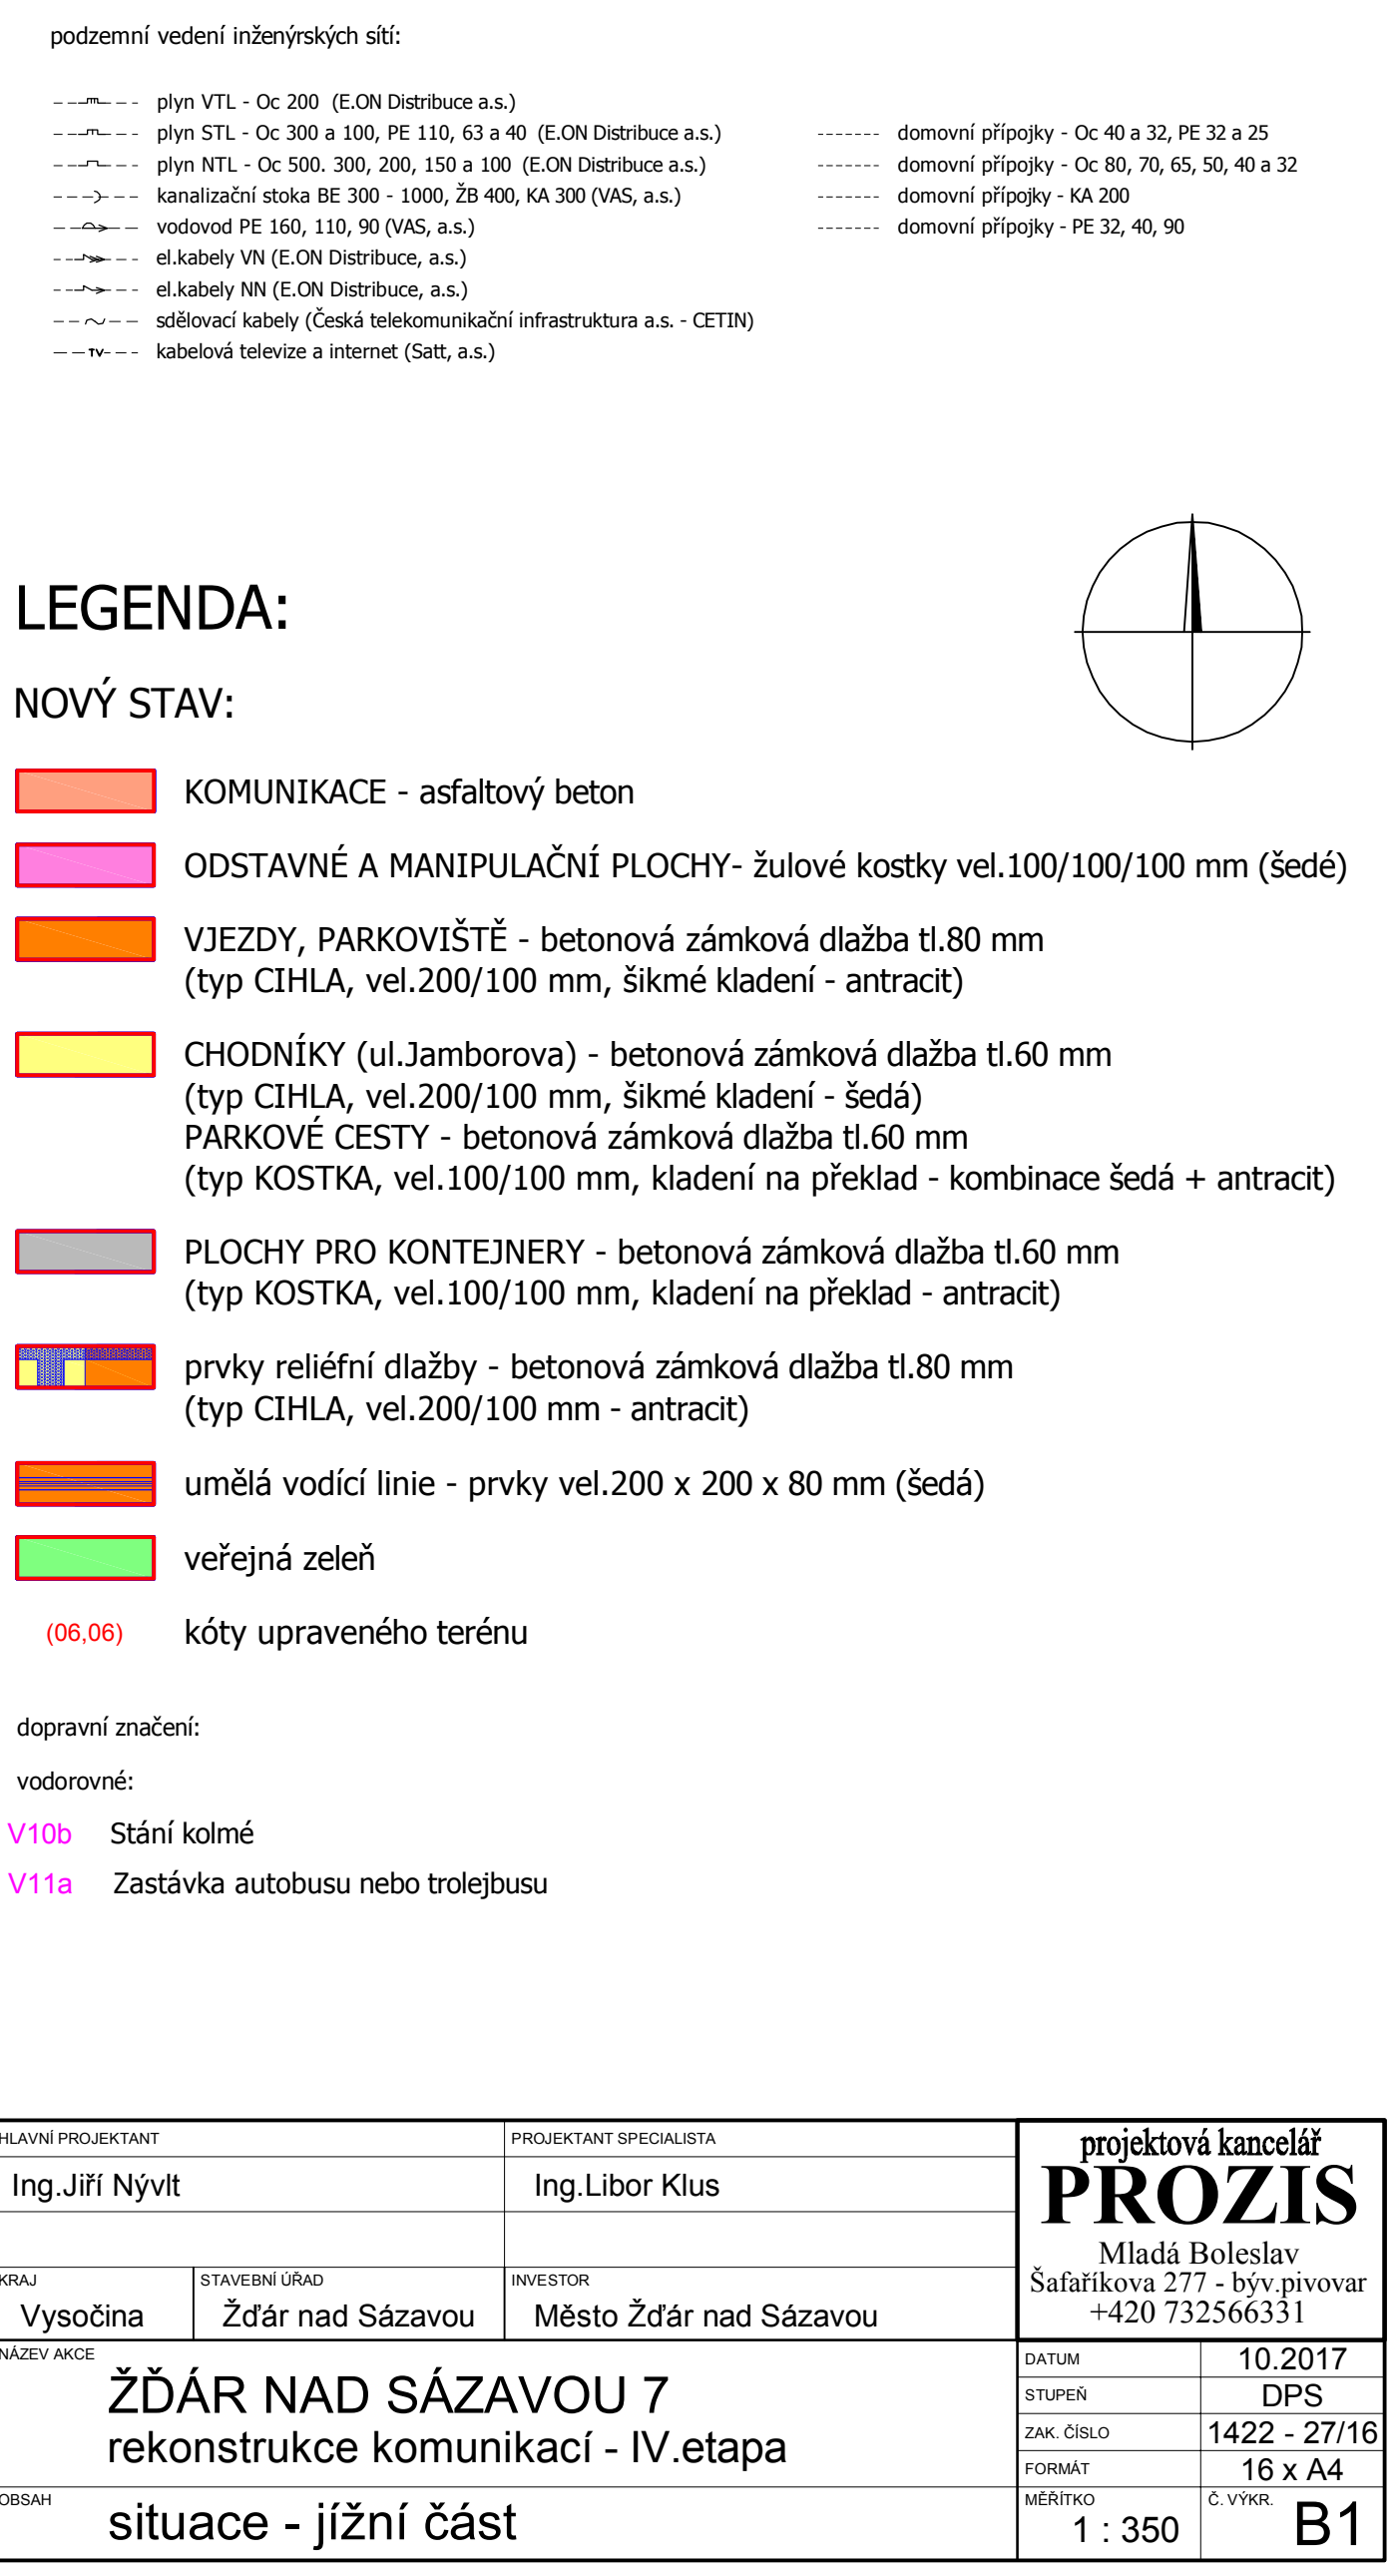 podzemní vedení inženýrských sítí:
plyn VTL - Oc 200 (E.ON Distribuce a.s.)
plyn STL - Oc 300 a 100, PE 110, 63 a 40 (E.ON Distribuce a.s.)
domovní přípojky - Oc 40 a 32, PE 32 a 25
plyn NTL - Oc 500. 300, 200, 150 a 100 (E.ON Distribuce a.s.)
domovní přípojky - Oc 80, 70, 65, 50, 40 a 32
kanalizační stoka BE 300 - 1000, ŽB 400, KA 300 (VAS, a.s.)
domovní přípojky - KA 200
vodovod PE 160, 110, 90 (VAS, a.s.)
domovní přípojky - PE 32, 40, 90
el.kabely VN (E.ON Distribuce, a.s.)
el.kabely NN (E.ON Distribuce, a.s.)
sdělovací kabely (Česká telekomunikační infrastruktura a.s. - CETIN)
TV kabelová televize a internet (Satt, a.s.)
LEGENDA:
NOVÝ STAV:
KOMUNIKACE - asfaltový beton
ODSTAVNÉ A MANIPULAČNÍ PLOCHY- žulové kostky vel.100/100/100 mm (šedé)
VJEZDY, PARKOVIŠTĚ - betonová zámková dlažba tl.80 mm
(typ CIHLA, vel.200/100 mm, šikmé kladení - antracit)
CHODNÍKY (ul.Jamborova) - betonová zámková dlažba tl.60 mm
(typ CIHLA, vel.200/100 mm, šikmé kladení - šedá)
PARKOVÉ CESTY - betonová zámková dlažba tl.60 mm
(typ KOSTKA, vel.100/100 mm, kladení na překlad - kombinace šedá + antracit)
PLOCHY PRO KONTEJNERY - betonová zámková dlažba tl.60 mm
(typ KOSTKA, vel.100/100 mm, kladení na překlad - antracit)
prvky reliéfní dlažby - betonová zámková dlažba tl.80 mm
(typ CIHLA, vel.200/100 mm - antracit)
umělá vodící linie - prvky vel.200 x 200 x 80 mm (šedá)
veřejná zeleň
(06,06) kóty upraveného terénu
dopravní značení:
vodorovné:
V10b Stání kolmé
V11a Zastávka autobusu nebo trolejbusu
HLAVNÍ PROJEKTANT
Ing.Jiří Nývlt
PROJEKTANT SPECIALISTA
Ing.Libor Klus
projektová kancelář
PROZIS
Mladá Boleslav
Šafaříkova 277 - býv.pivovar
+420 732566331
KRAJ
Vysočina
STAVEBNÍ ÚŘAD
Žďár nad Sázavou
INVESTOR
Město Žďár nad Sázavou
NÁZEV AKCE
ŽĎÁR NAD SÁZAVOU 7
rekonstrukce komunikací - IV.etapa
DATUM 10.2017
STUPEŇ DPS
ZAK. ČÍSLO 1422 - 27/16
FORMÁT 16 x A4
OBSAH
situace - jížní část
MĚŘÍTKO
1 : 350
Č. VÝKR.
B1